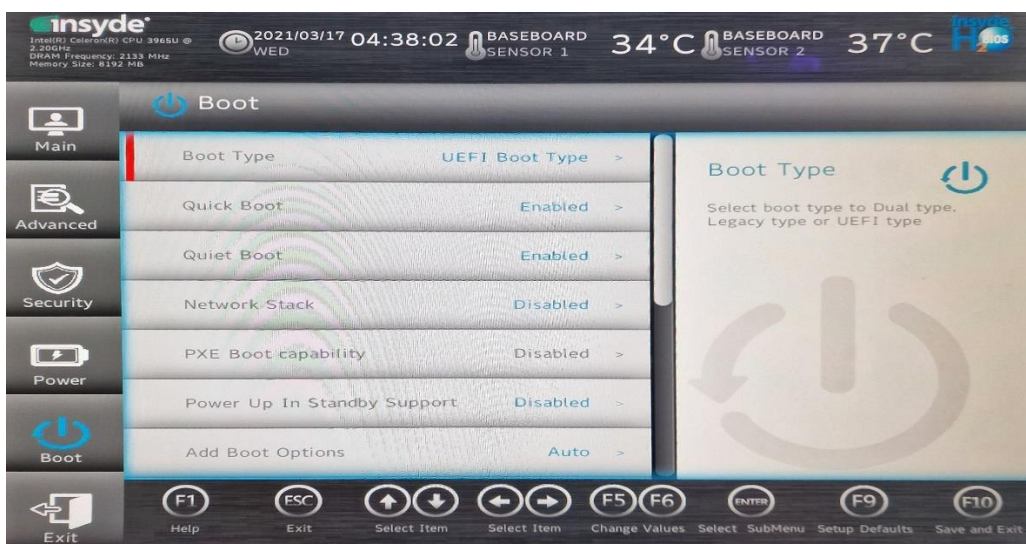 insyde
Intel(R) Celeron(R) CPU 3965U @
2.20GHz
DRAM Frequency: 2133 MHz
Memory Size: 8192 MB
2021/03/17
WED
04:38:02
BASEBOARD
SENSOR 1
34°C
BASEBOARD
SENSOR 2
37°C
insyde
H2O
BIOS
Main
Advanced
Security
Power
Boot
Exit
Boot
Boot Type UEFI Boot Type >
Quick Boot Enabled >
Quiet Boot Enabled >
Network Stack Disabled >
PXE Boot capability Disabled >
Power Up In Standby Support Disabled >
Add Boot Options Auto >
Boot Type
Select boot type to Dual type,
Legacy type or UEFI type
F1 ESC F5 F6 ENTER F9 F10
Help Exit Select Item Select Item Change Values Select SubMenu Setup Defaults Save and Exit